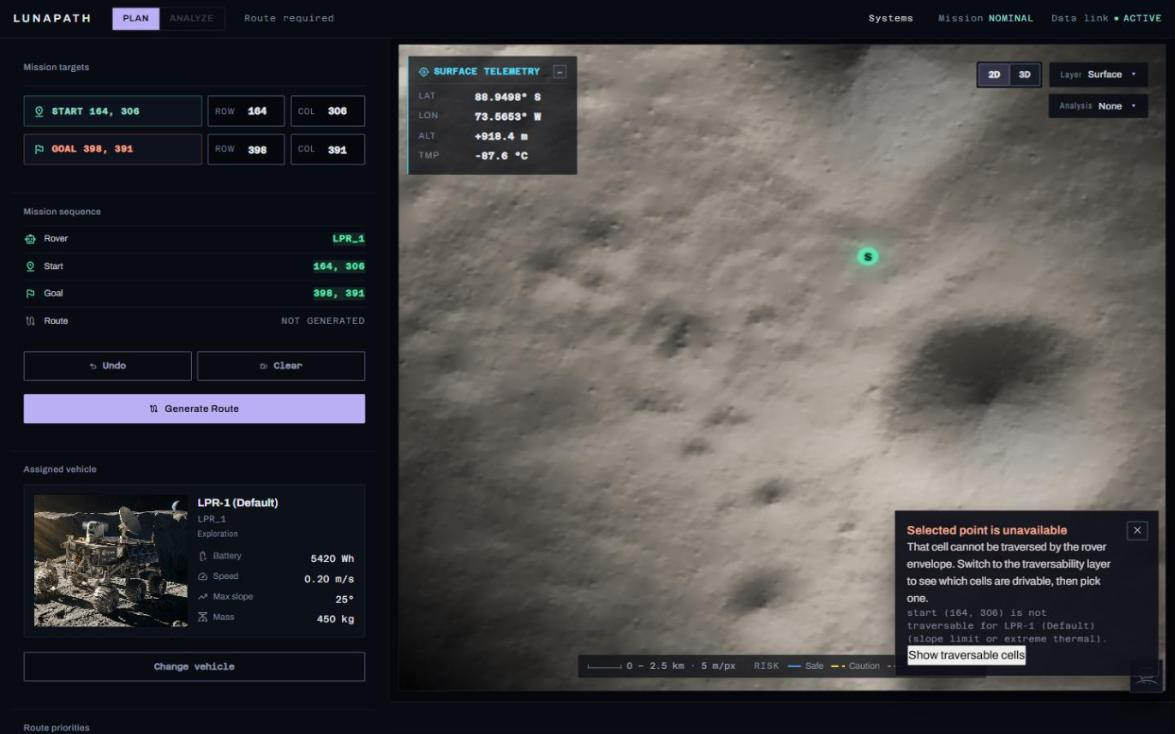 LUNAPATH
PLAN
ANALYZE
Route required
Systems
Mission NOMINAL
Data link • ACTIVE
Mission targets
START 164, 306
ROW 164
COL 306
GOAL 398, 391
ROW 398
COL 391
Mission sequence
Rover
LPR_1
Start
164, 306
Goal
398, 391
Route
NOT GENERATED
Undo
Clear
Generate Route
Assigned vehicle
LPR-1 (Default)
LPR_1
Exploration
Battery
5420 Wh
Speed
0.20 m/s
Max slope
25°
Mass
450 kg
Change vehicle
Route priorities
SURFACE TELEMETRY
LAT 88.9498° S
LON 73.5653° W
ALT +918.4 m
TMP -87.6 °C
2D
3D
Layer Surface
Analysis None
S
Selected point is unavailable
That cell cannot be traversed by the rover
envelope. Switch to the traversability layer
to see which cells are drivable, then pick
one.
start (164, 306) is not
traversable for LPR-1 (Default)
(slope limit or extreme thermal).
Show traversable cells
0 – 2.5 km · 5 m/px
RISK
Safe
Caution